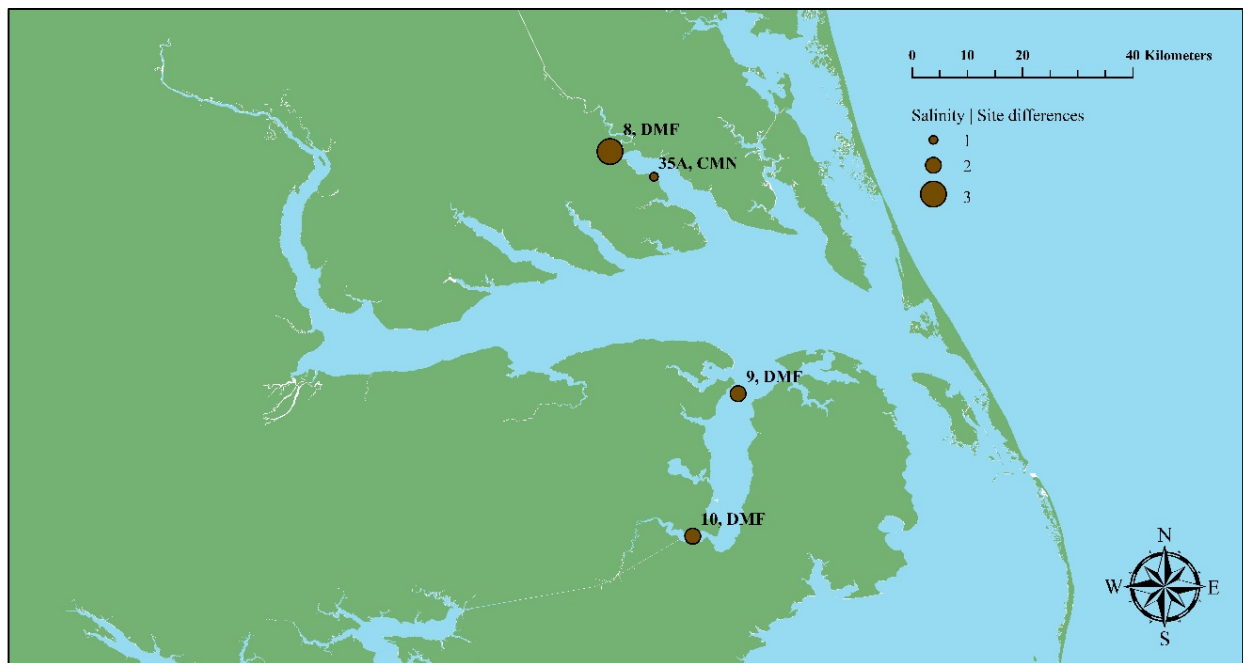 0 10 20 40 Kilometers
Salinity | Site differences
1
2
3
8, DMF
35A, CMN
9, DMF
10, DMF
N
W E
S